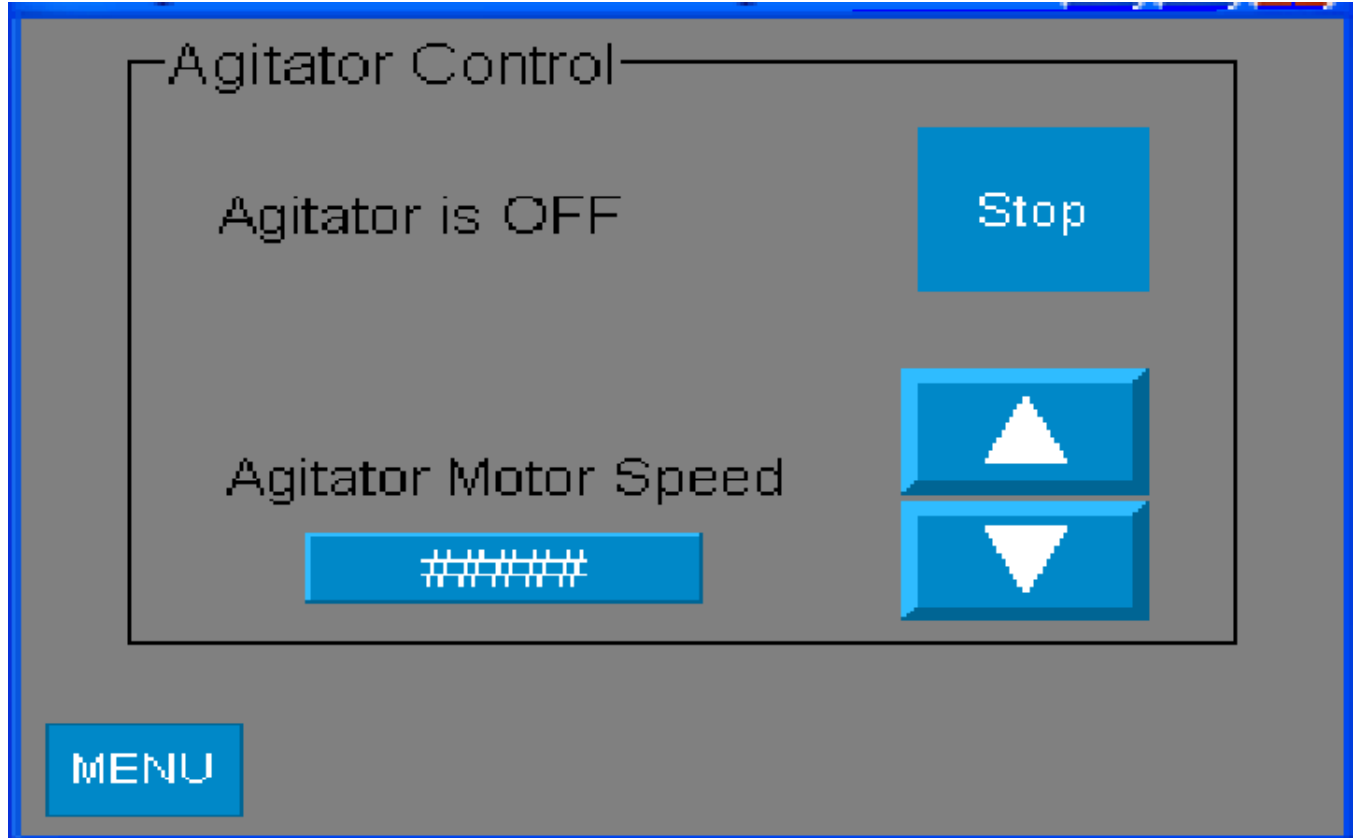 Agitator Control
Agitator is OFF
Stop
Agitator Motor Speed
#####
MENU